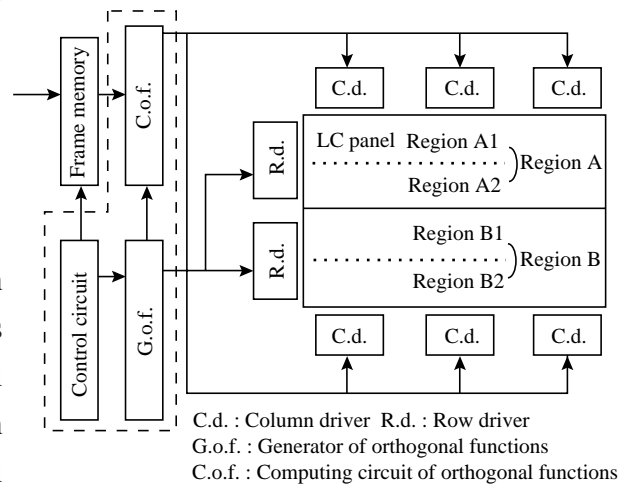 Frame memory
C.o.f.
C.d.
C.d.
C.d.
R.d.
LC panel Region A1
Region A
Region A2
Control circuit
G.o.f.
R.d.
Region B1
Region B
Region B2
C.d.
C.d.
C.d.
C.d. : Column driver R.d. : Row driver
G.o.f. : Generator of orthogonal functions
C.o.f. : Computing circuit of orthogonal functions